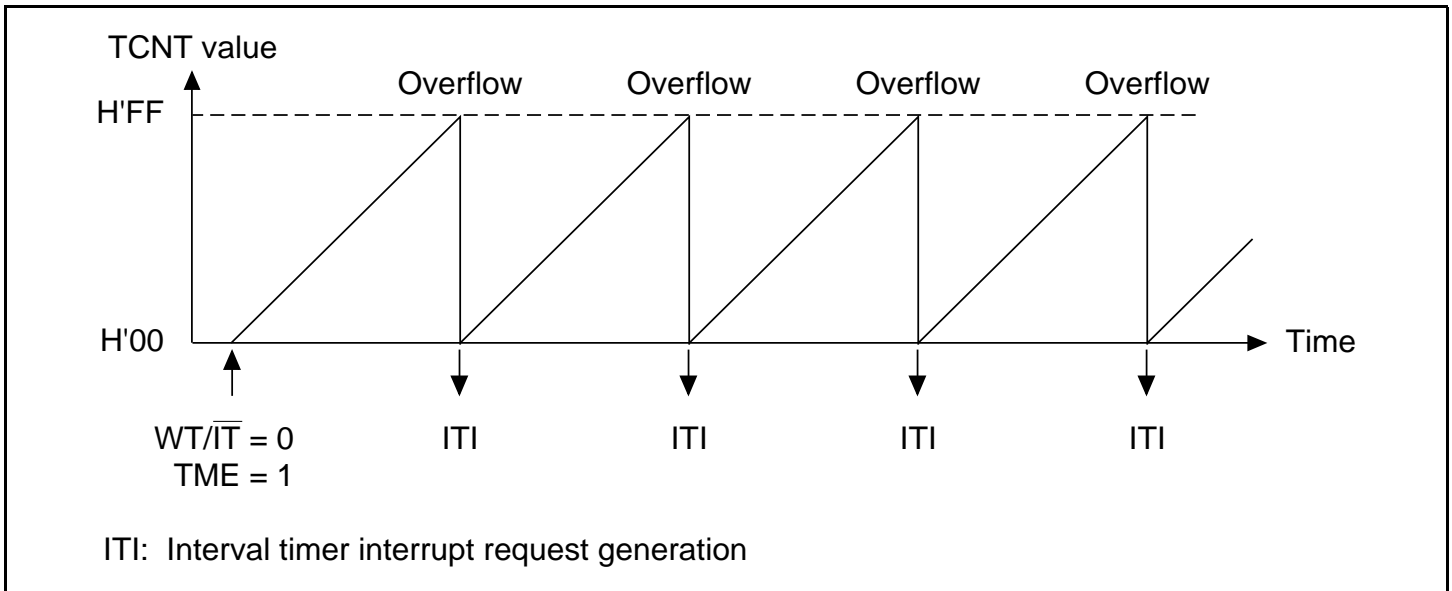 TCNT value
Overflow Overflow Overflow Overflow
H'FF
H'00
Time
WT/I̅T̅ = 0
TME = 1
ITI ITI ITI ITI
ITI: Interval timer interrupt request generation